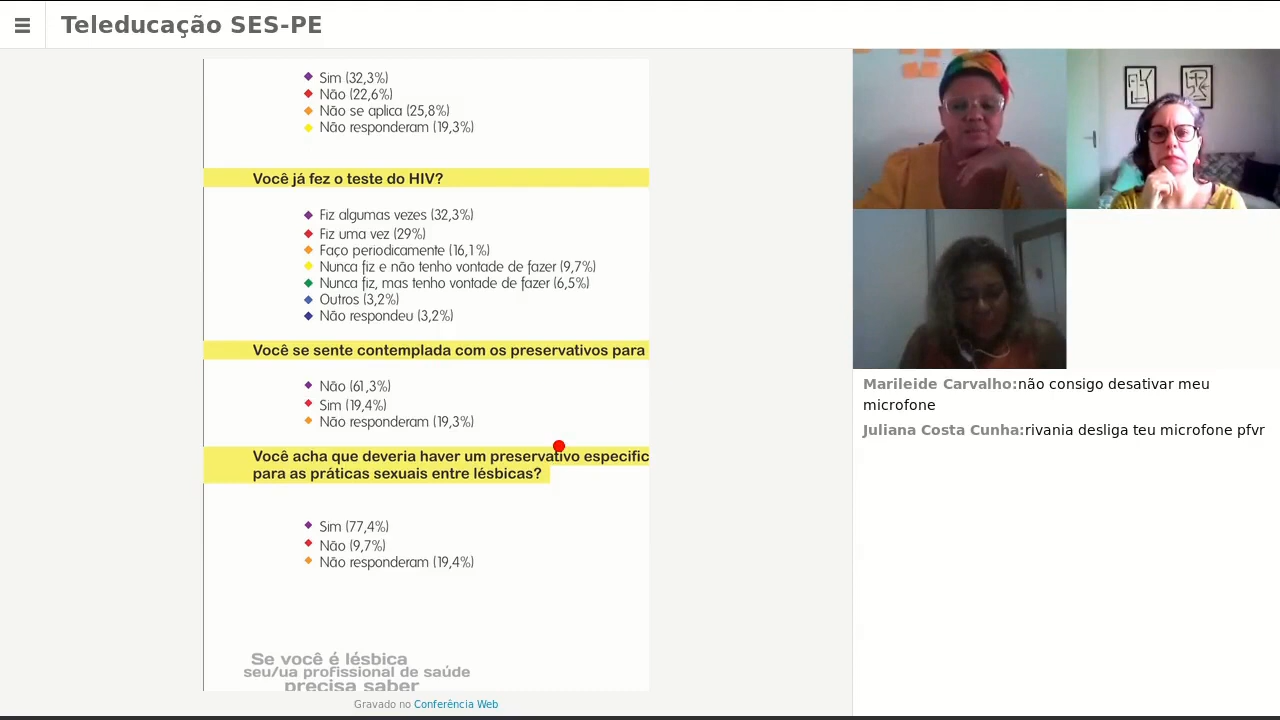 Teleducação SES-PE
Sim (32,3%)
Não (22,6%)
Não se aplica (25,8%)
Não responderam (19,3%)
Você já fez o teste do HIV?
Fiz algumas vezes (32,3%)
Fiz uma vez (29%)
Faço periodicamente (16,1%)
Nunca fiz e não tenho vontade de fazer (9,7%)
Nunca fiz, mas tenho vontade de fazer (6,5%)
Outros (3,2%)
Não respondeu (3,2%)
Você se sente contemplada com os preservativos para
Não (61,3%)
Sim (19,4%)
Não responderam (19,3%)
Você acha que deveria haver um preservativo especific
para as práticas sexuais entre lésbicas?
Sim (77,4%)
Não (9,7%)
Não responderam (19,4%)
Se você é lésbica
seu/ua profissional de saúde
precisa saber
Gravado no Conferência Web
Marileide Carvalho:não consigo desativar meu
microfone
Juliana Costa Cunha:rivania desliga teu microfone pfvr